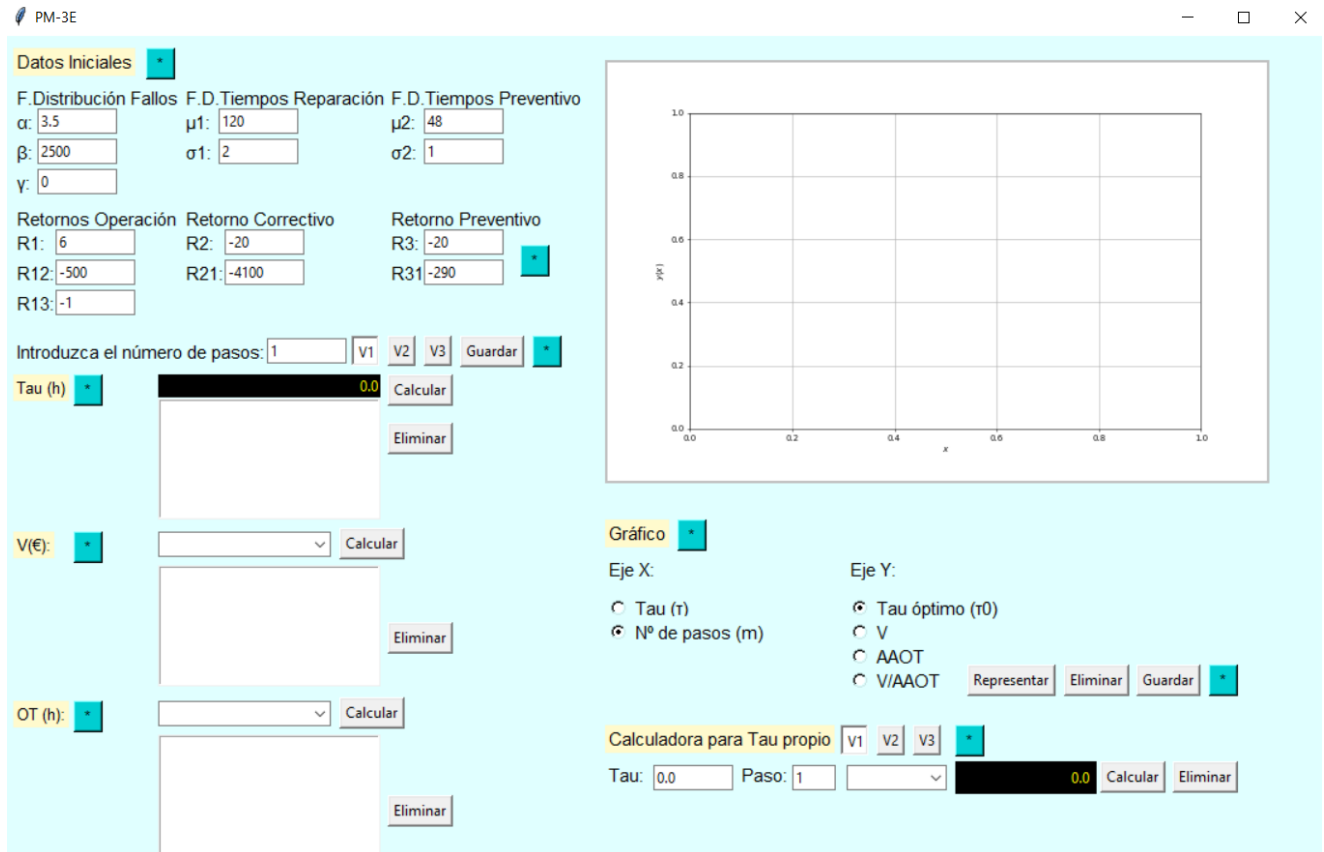 PM-3E
Datos Iniciales *
F.Distribución Fallos F.D.Tiempos Reparación F.D.Tiempos Preventivo
α: 3.5 µ1: 120 µ2: 48
β: 2500 σ1: 2 σ2: 1
γ: 0
Retornos Operación Retorno Correctivo Retorno Preventivo
R1: 6 R2: -20 R3: -20
*
R12: -500 R21: -4100 R31 -290
R13: -1
Introduzca el número de pasos: 1 V1 V2 V3 Guardar *
Tau (h) * 0.0 Calcular
Eliminar
V(€): * Calcular
Eliminar
OT (h): * Calcular
Eliminar
1.0
0.8
0.6
y(x)
0.4
0.2
0.0
0.0 0.2 0.4 0.6 0.8 1.0
x
Gráfico *
Eje X: Eje Y:
Tau (τ) Tau óptimo (τ0)
Nº de pasos (m) V
AAOT
V/AAOT Representar Eliminar Guardar *
Calculadora para Tau propio V1 V2 V3 *
Tau: 0.0 Paso: 1 0.0 Calcular Eliminar